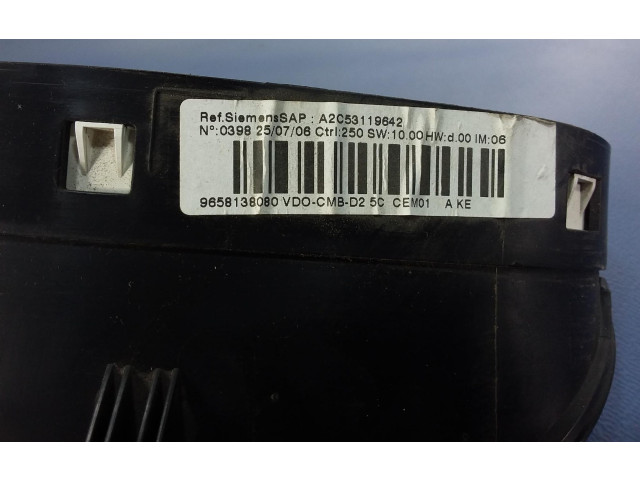 Ref.SiemensSAP : A2C53119642
N°:0398 25/07/06 Ctrl:250 SW:10.00 HW:d.00 IM:06
9658138080 VDO-CMB-D2 5C CEM01 A KE